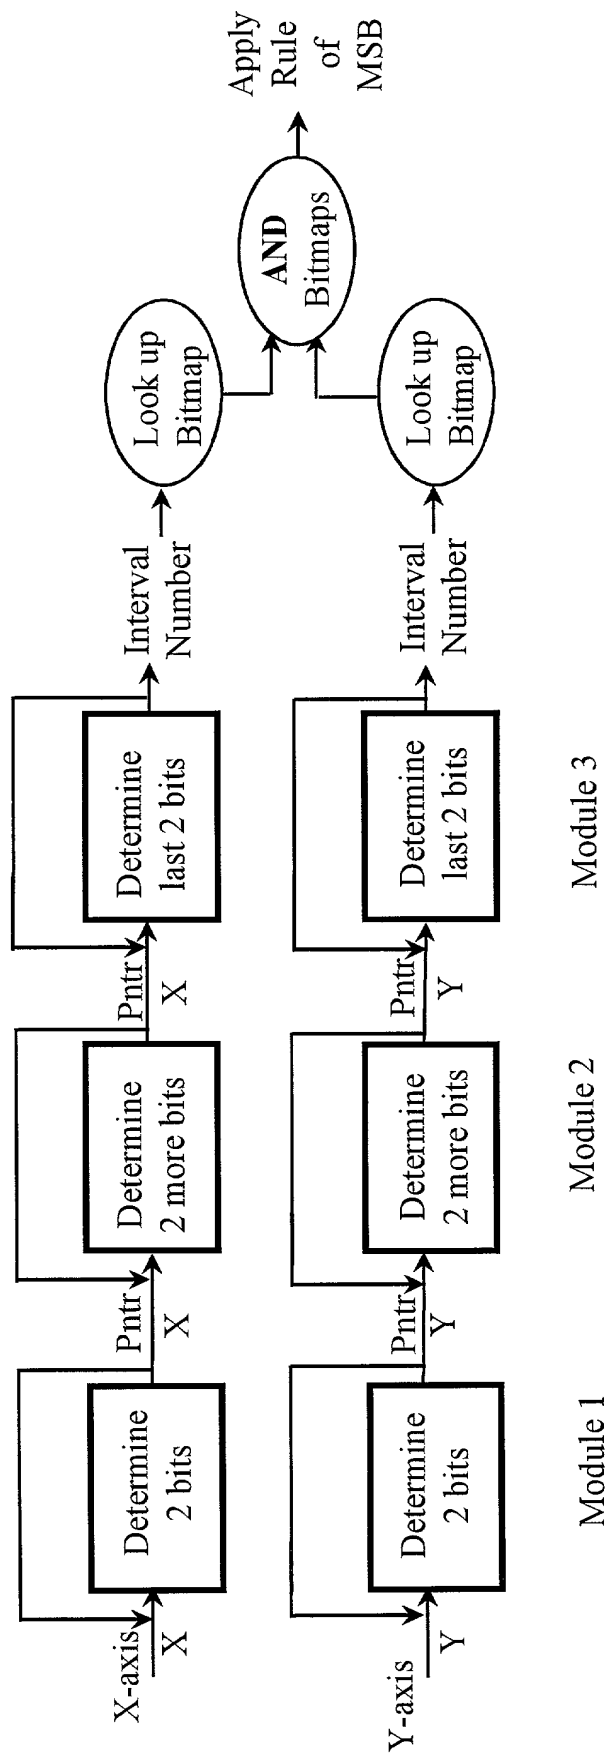 X-axis
X
Determine
2 bits
Pntr
X
Determine
2 more bits
Pntr
X
Determine
last 2 bits
Interval
Number
Look up
Bitmap
AND
Bitmaps
Apply
Rule
of
MSB
Y-axis
Y
Determine
2 bits
Pntr
Y
Determine
2 more bits
Pntr
Y
Determine
last 2 bits
Interval
Number
Look up
Bitmap
Module 1
Module 2
Module 3